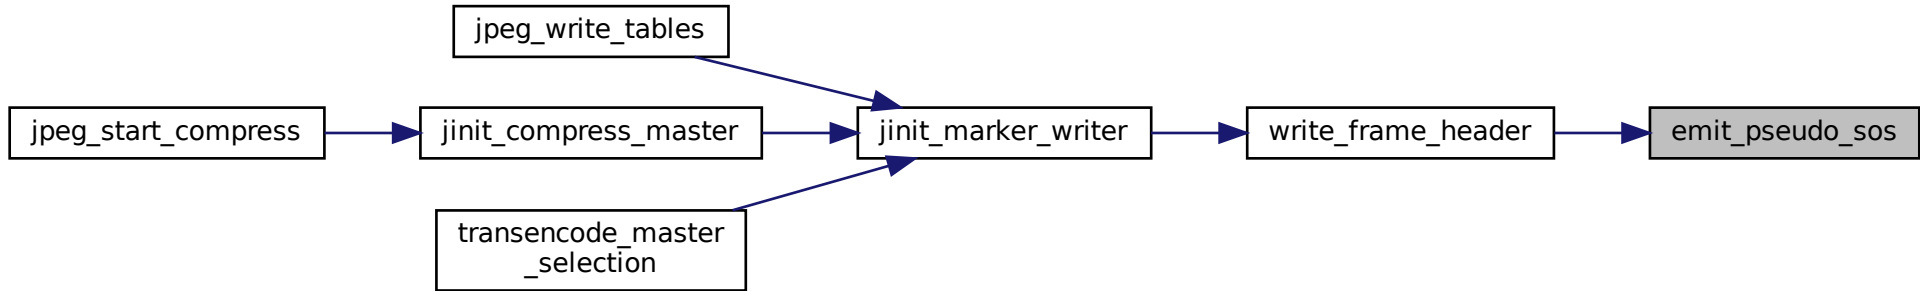 jpeg_write_tables
jpeg_start_compress
jinit_compress_master
jinit_marker_writer
write_frame_header
emit_pseudo_sos
transencode_master
_selection